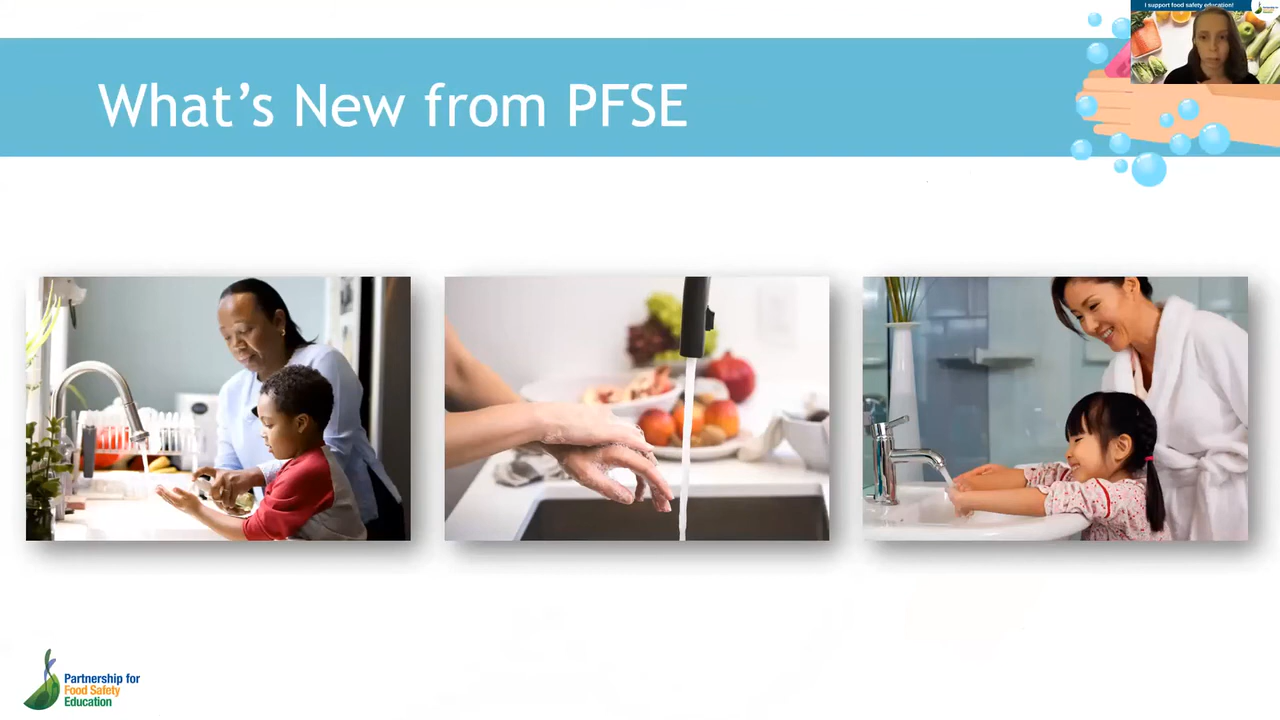 I support food safety education!
What's New from PFSE
Partnership for
Food Safety
Education